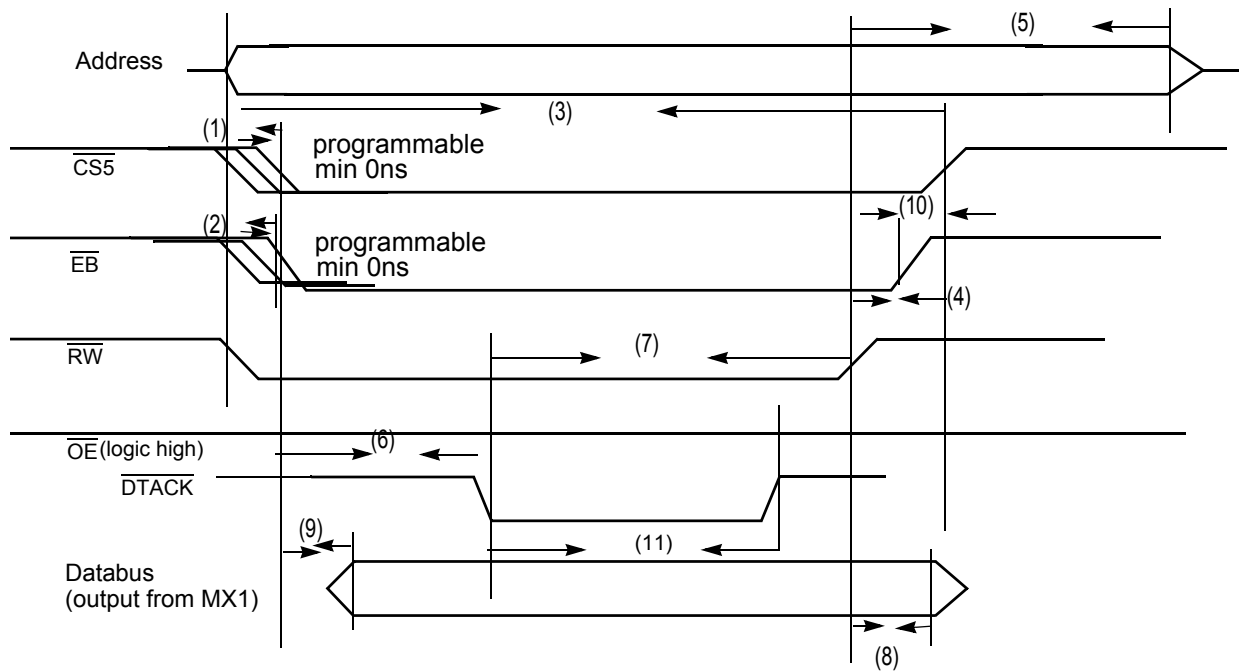 (5)
Address
(3)
(1)
programmable
min 0ns
CS5
(10)
(2)
programmable
min 0ns
EB
(4)
(7)
RW
OE (logic high)
(6)
DTACK
(9)
(11)
Databus
(output from MX1)
(8)